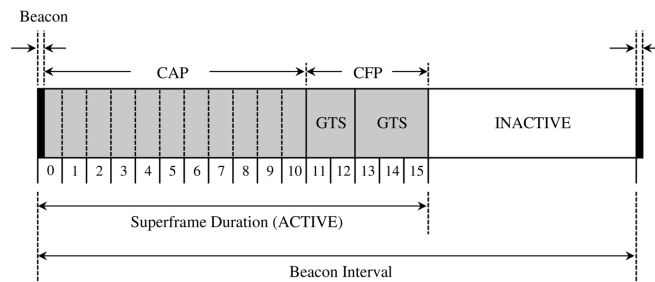 Beacon
CAP CFP
GTS GTS INACTIVE
0 1 2 3 4 5 6 7 8 9 10 11 12 13 14 15
Superframe Duration (ACTIVE)
Beacon Interval